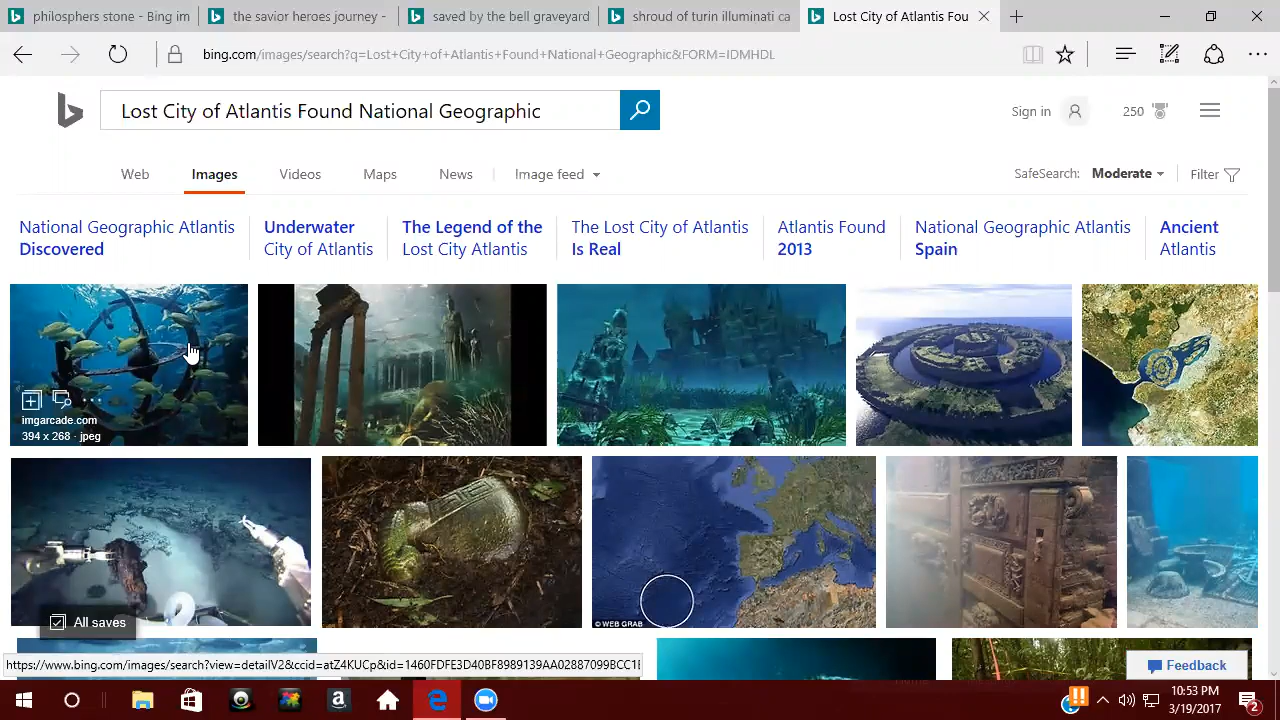 philosphers stone - Bing im
the savior heroes journey -
saved by the bell graveyard
shroud of turin illuminati ca
Lost City of Atlantis Fou
bing.com/images/search?q=Lost+City+of+Atlantis+Found+National+Geographic&FORM=IDMHDL
Lost City of Atlantis Found National Geographic
Sign in
250
Web
Images
Videos
Maps
News
Image feed
SafeSearch: Moderate
Filter
National Geographic Atlantis
Discovered
Underwater
City of Atlantis
The Legend of the
Lost City Atlantis
The Lost City of Atlantis
Is Real
Atlantis Found
2013
National Geographic Atlantis
Spain
Ancient
Atlantis
imgarcade.com
394 x 268 · jpeg
© WEB GRAB
All saves
https://www.bing.com/images/search?view=detailV2&ccid=atZ4KUCp&id=1460FDFE3D40BF8989139AA02887099BCC1E
Feedback
10:53 PM
3/19/2017
2